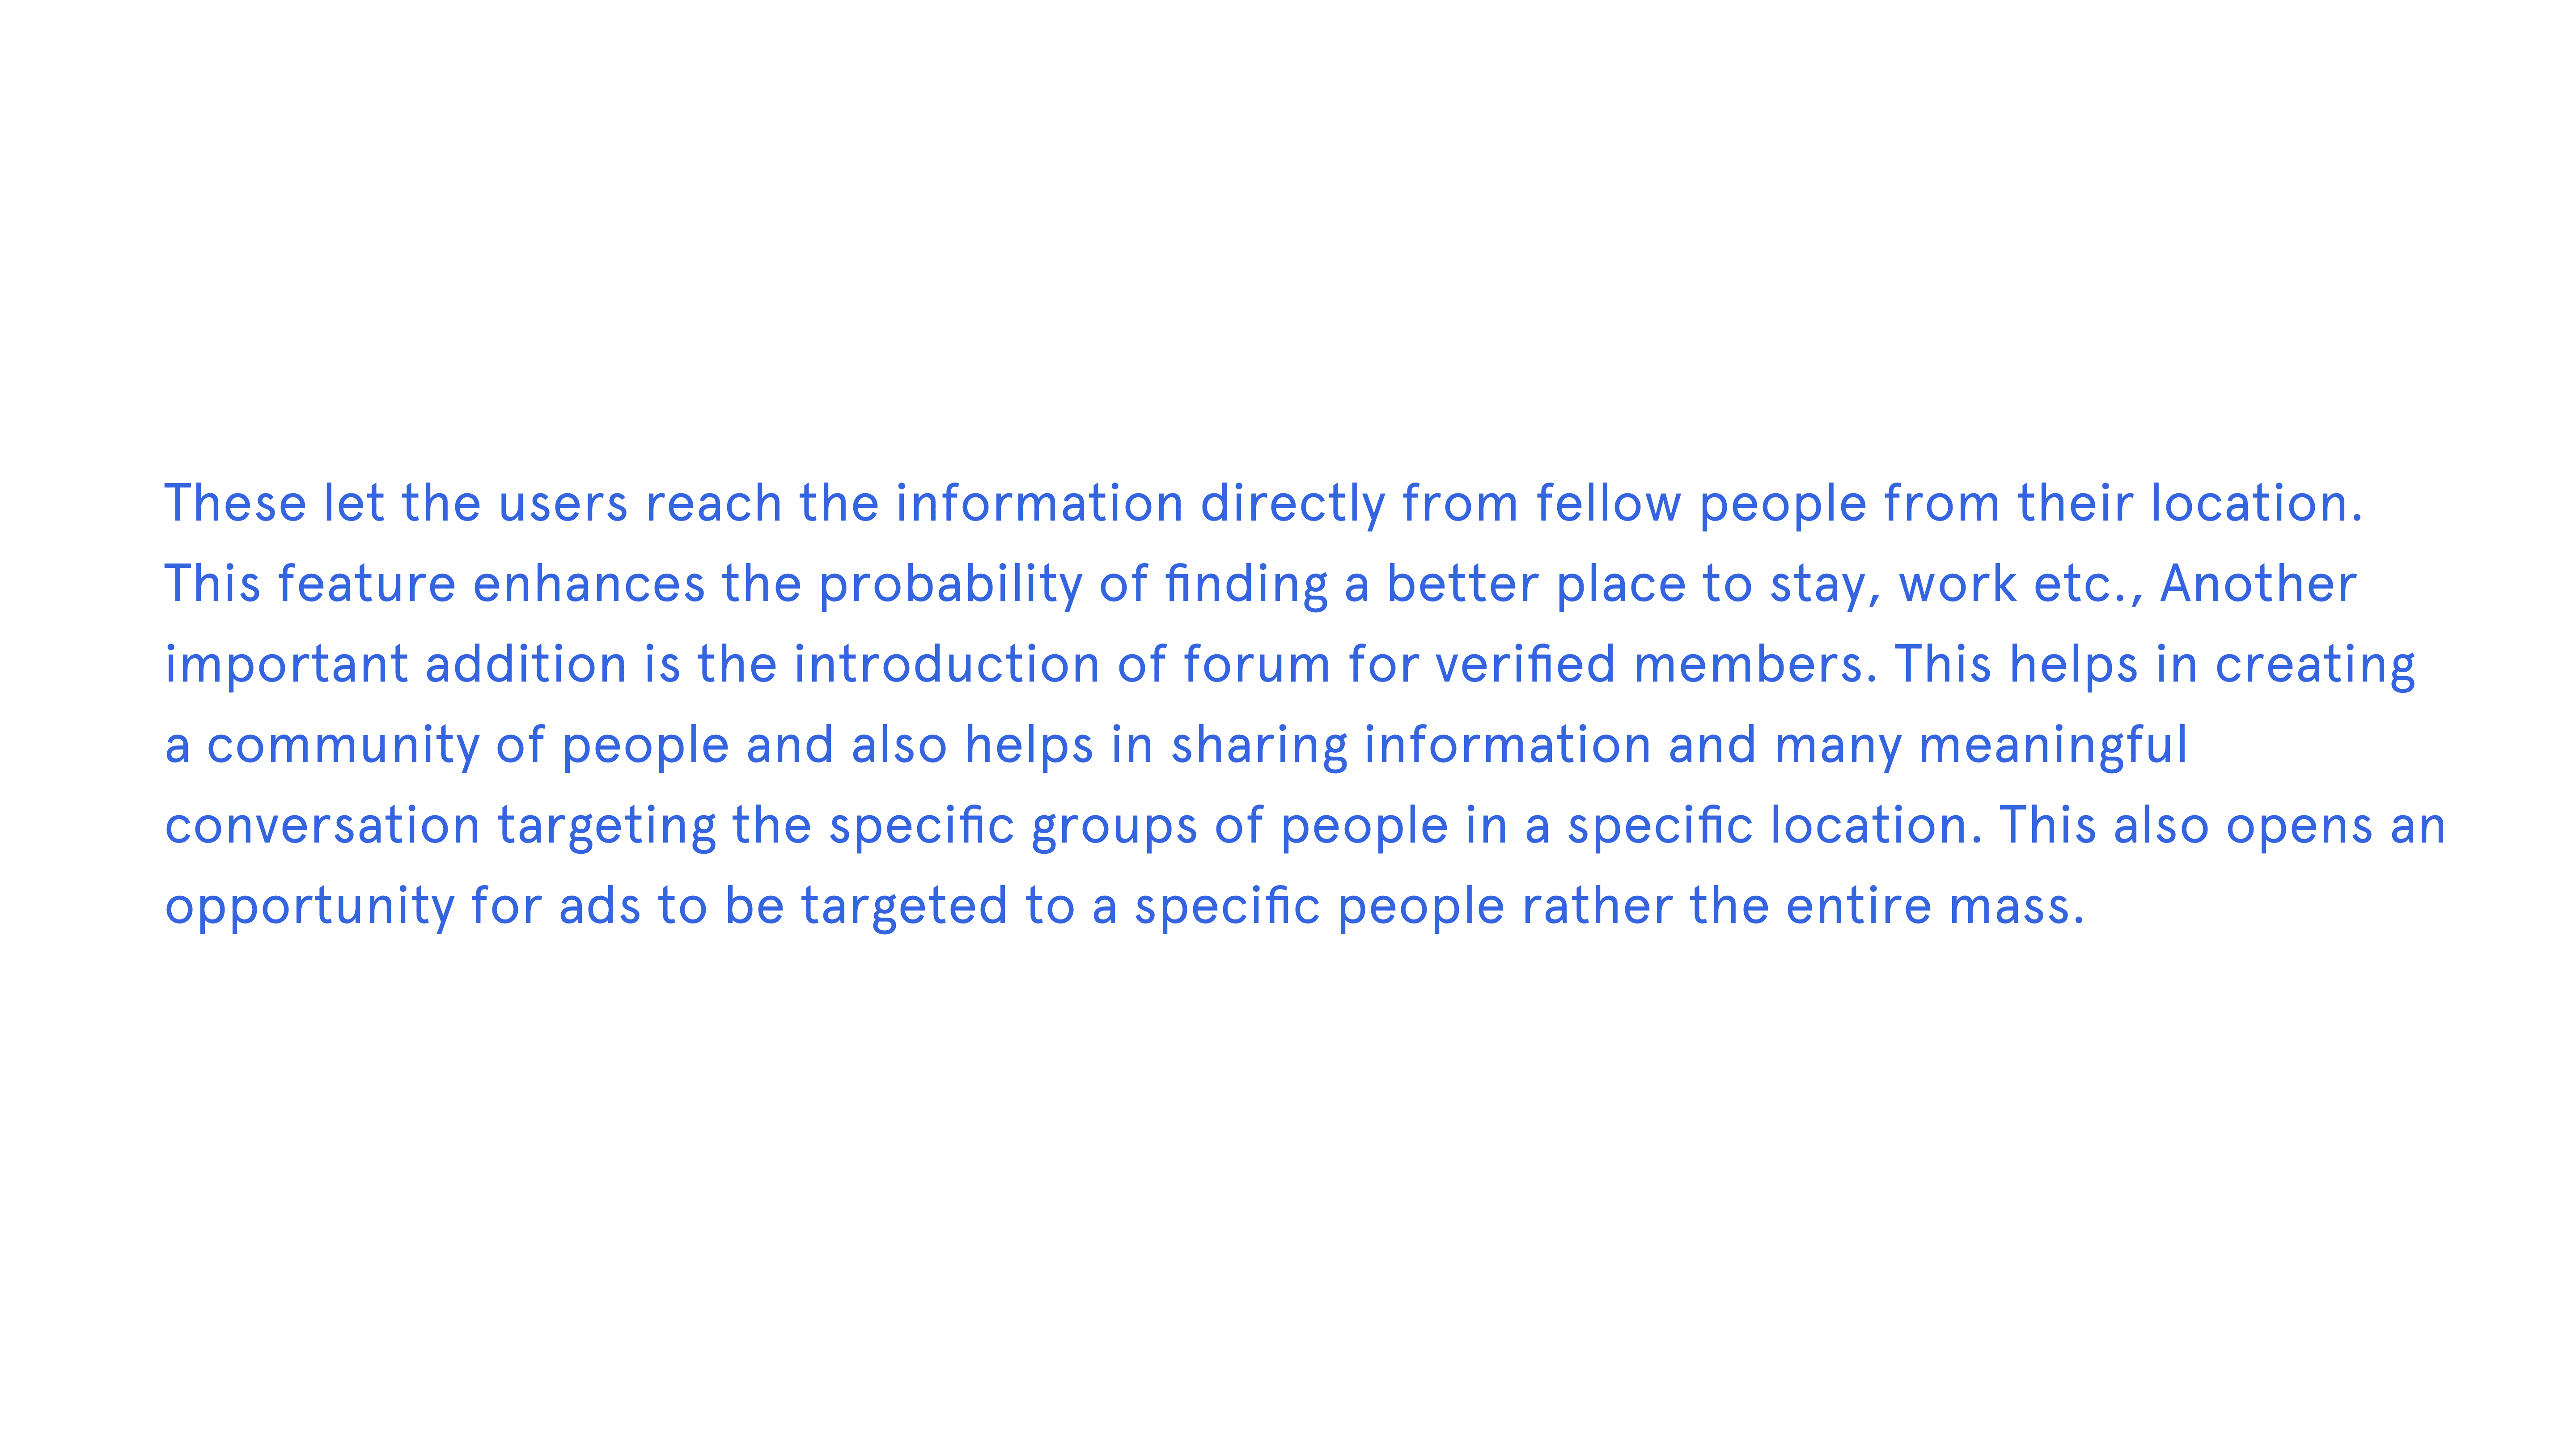 These let the users reach the information directly from fellow people from their location.
This feature enhances the probability of finding a better place to stay, work etc., Another
important addition is the introduction of forum for verified members. This helps in creating
a community of people and also helps in sharing information and many meaningful
conversation targeting the specific groups of people in a specific location. This also opens an
opportunity for ads to be targeted to a specific people rather the entire mass.